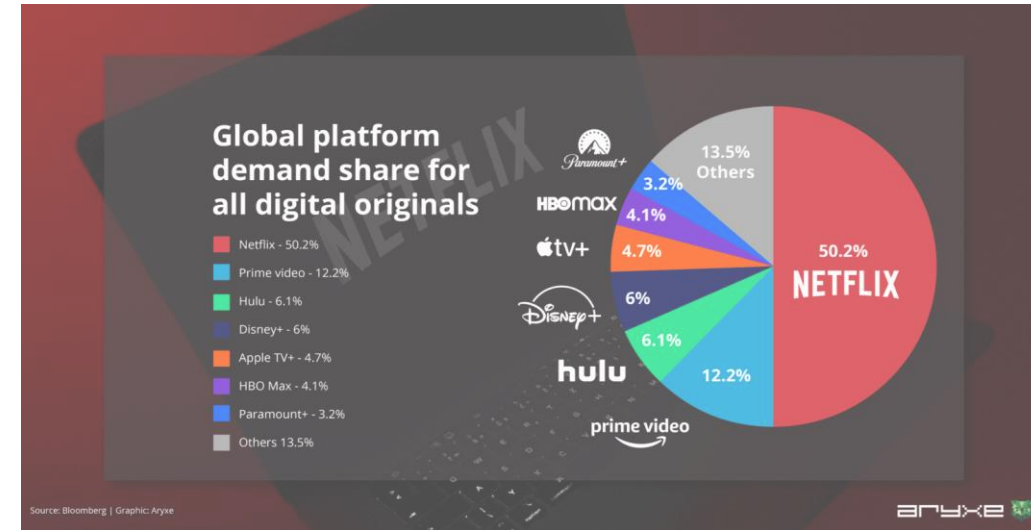 Global platform
demand share for
all digital originals
Netflix - 50.2%
Prime video - 12.2%
Hulu - 6.1%
Disney+ - 6%
Apple TV+ - 4.7%
HBO Max - 4.1%
Paramount+ - 3.2%
Others 13.5%
NETFLIX
Paramount+
HBOmax
tv+
Disney+
hulu
prime video
13.5%
Others
3.2%
4.1%
4.7%
6%
6.1%
12.2%
50.2%
NETFLIX
Source: Bloomberg | Graphic: Aryxe
aryxe